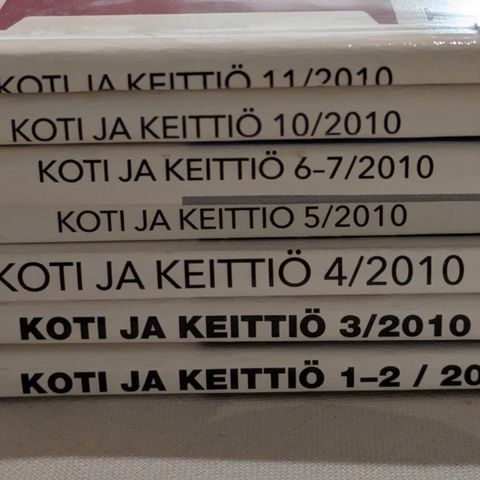 KOTI JA KEITTIÖ 11/2010
KOTI JA KEITTIÖ 10/2010
KOTI JA KEITTIÖ 6–7/2010
KOTI JA KEITTIÖ 5/2010
KOTI JA KEITTIÖ 4/2010
KOTI JA KEITTIÖ 3/2010
KOTI JA KEITTIÖ 1–2 / 20